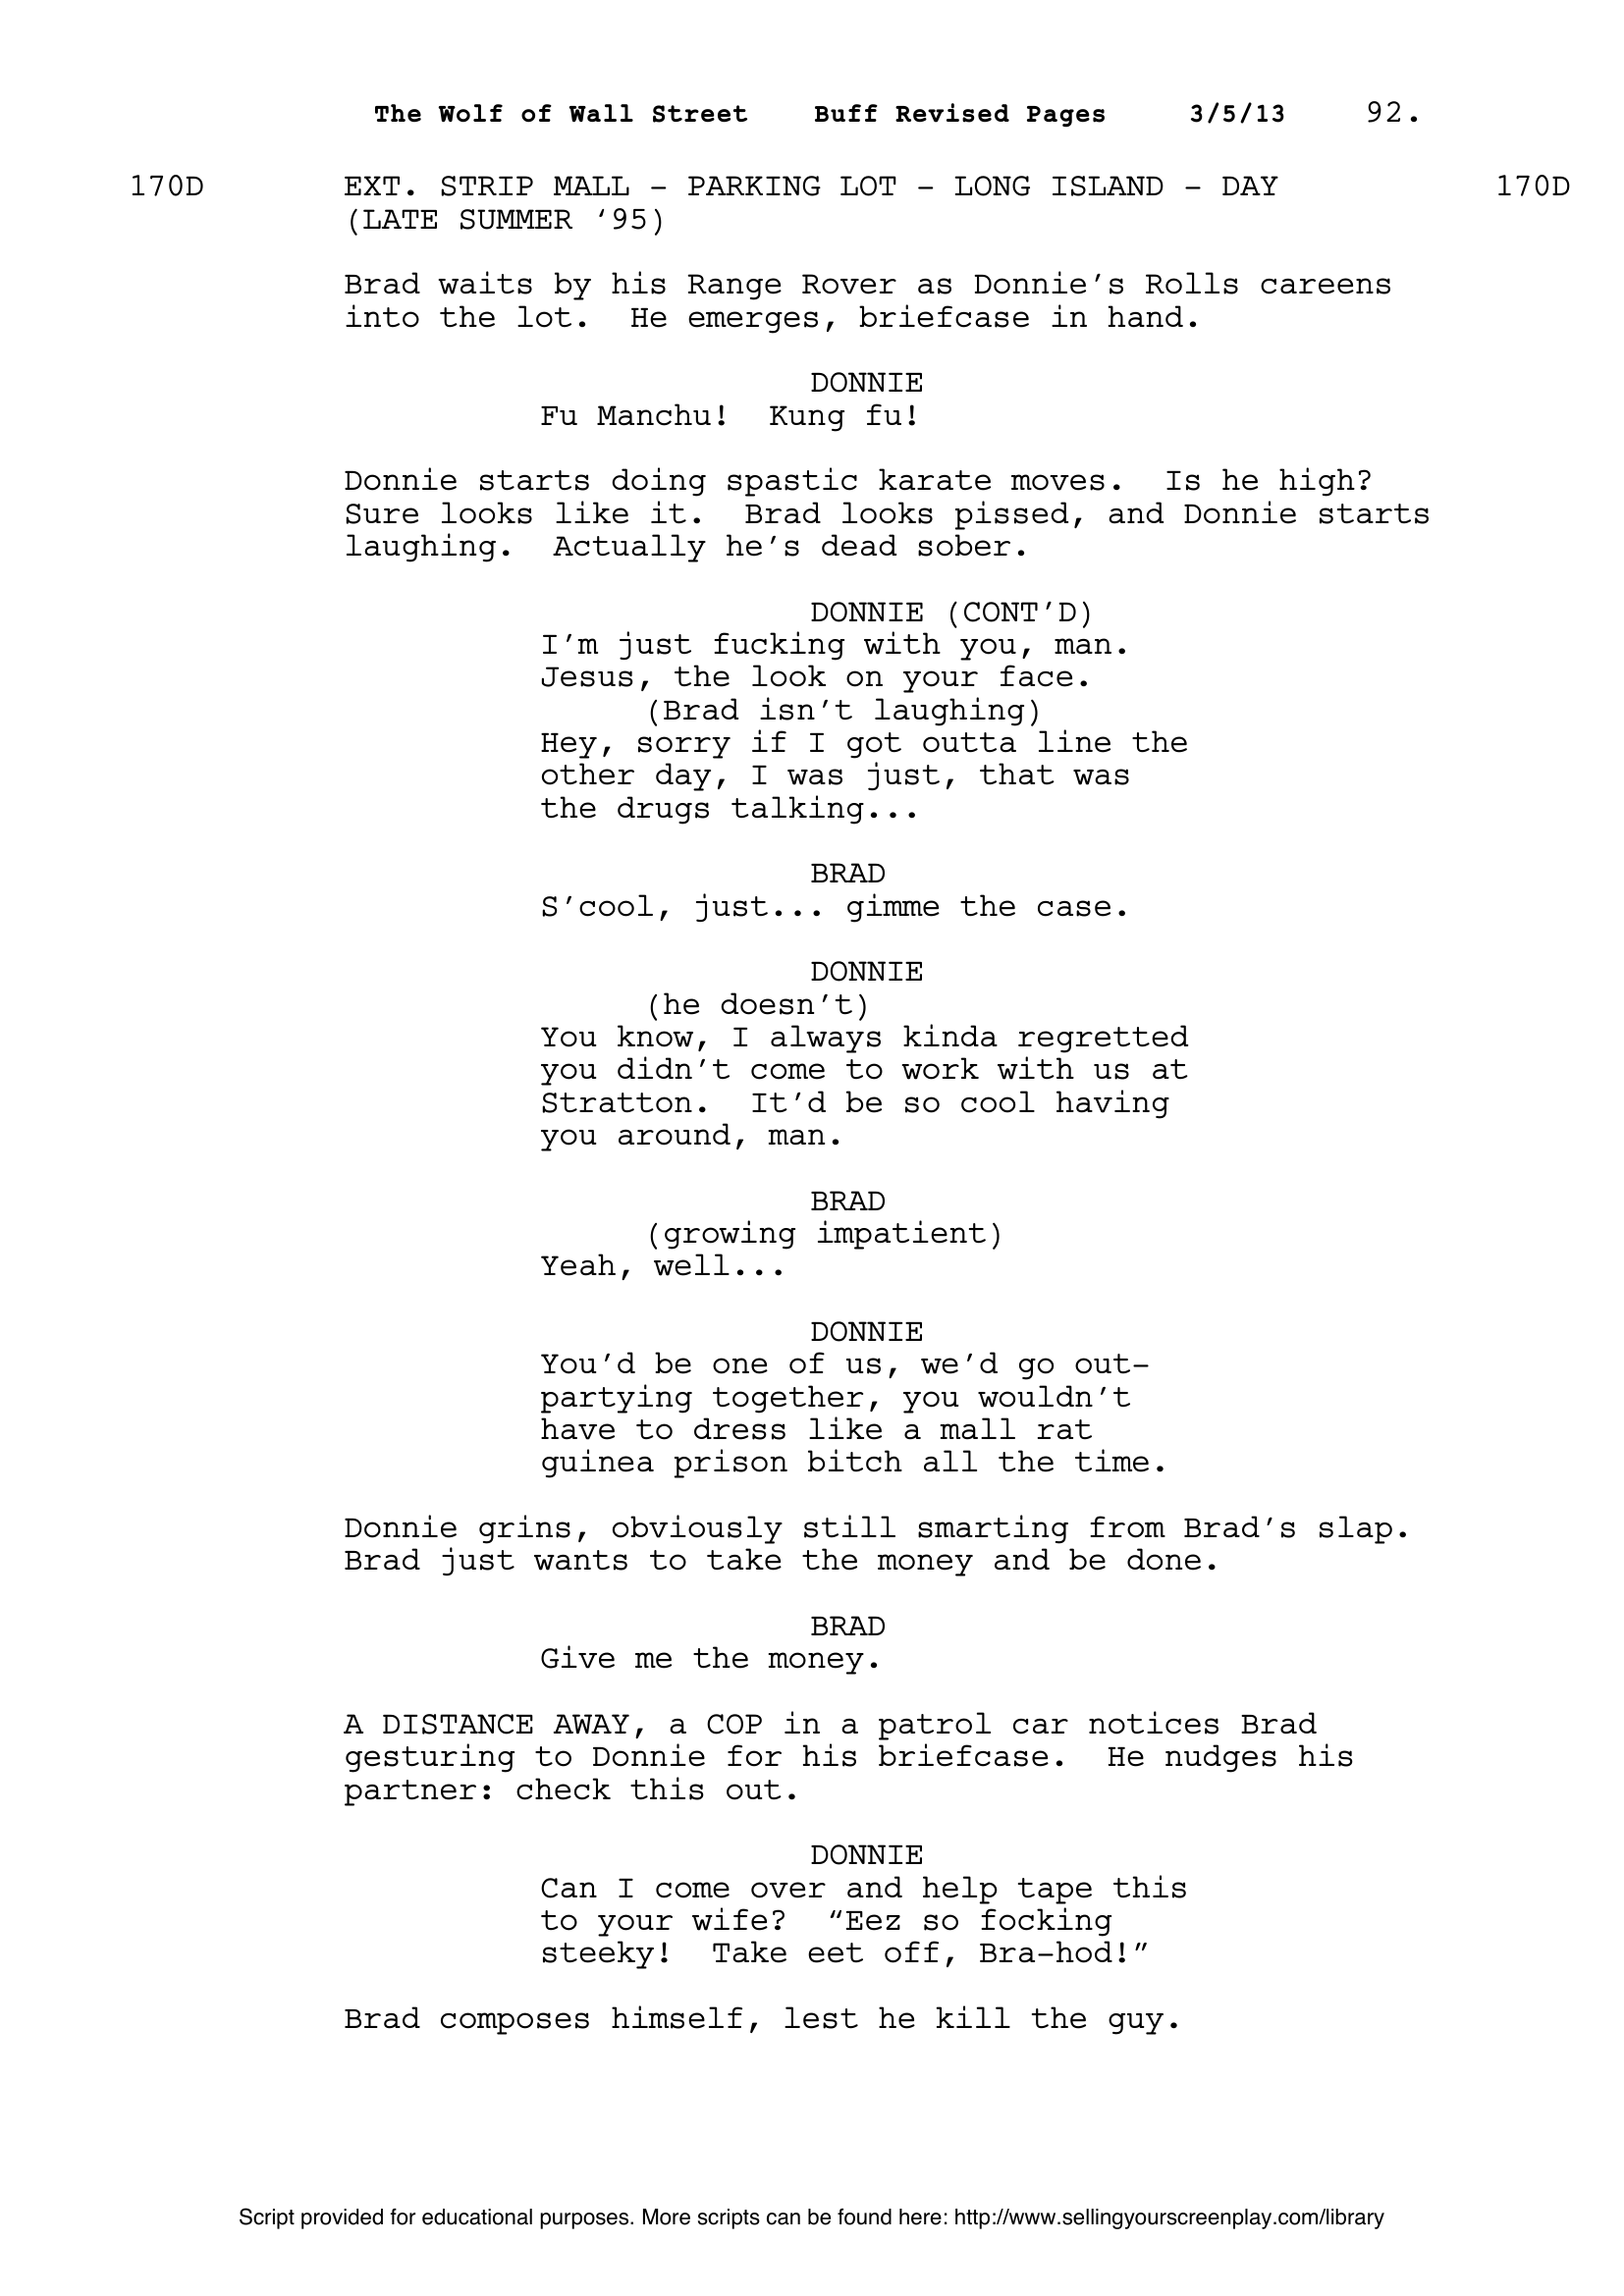 The Wolf of Wall Street Buff Revised Pages 3/5/13 92.
170D EXT. STRIP MALL - PARKING LOT - LONG ISLAND - DAY 170D
(LATE SUMMER ‘95)
Brad waits by his Range Rover as Donnie’s Rolls careens
into the lot. He emerges, briefcase in hand.
DONNIE
Fu Manchu! Kung fu!
Donnie starts doing spastic karate moves. Is he high?
Sure looks like it. Brad looks pissed, and Donnie starts
laughing. Actually he’s dead sober.
DONNIE (CONT’D)
I’m just fucking with you, man.
Jesus, the look on your face.
(Brad isn’t laughing)
Hey, sorry if I got outta line the
other day, I was just, that was
the drugs talking...
BRAD
S’cool, just... gimme the case.
DONNIE
(he doesn’t)
You know, I always kinda regretted
you didn’t come to work with us at
Stratton. It’d be so cool having
you around, man.
BRAD
(growing impatient)
Yeah, well...
DONNIE
You’d be one of us, we’d go out-
partying together, you wouldn’t
have to dress like a mall rat
guinea prison bitch all the time.
Donnie grins, obviously still smarting from Brad’s slap.
Brad just wants to take the money and be done.
BRAD
Give me the money.
A DISTANCE AWAY, a COP in a patrol car notices Brad
gesturing to Donnie for his briefcase. He nudges his
partner: check this out.
DONNIE
Can I come over and help tape this
to your wife? “Eez so focking
steeky! Take eet off, Bra-hod!”
Brad composes himself, lest he kill the guy.
Script provided for educational purposes. More scripts can be found here: http://www.sellingyourscreenplay.com/library